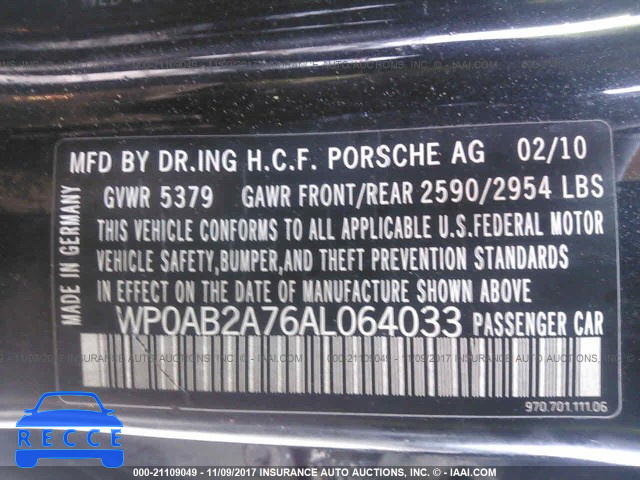 MFD BY DR.ING H.C.F. PORSCHE AG 02/10
GVWR 5379 GAWR FRONT/REAR 2590/2954 LBS
THIS VEHICLE CONFORMS TO ALL APPLICABLE U.S.FEDERAL MOTOR
VEHICLE SAFETY,BUMPER,AND THEFT PREVENTION STANDARDS
IN EFFECT ON THE DATE OF MANUFACTURE SHOWN ABOVE
WP0AB2A76AL064033 PASSENGER CAR
MADE IN GERMANY
970.701.111.06
RECCE
000-21109049 - 11/09/2017 INSURANCE AUTO AUCTIONS, INC. - IAAI.COM